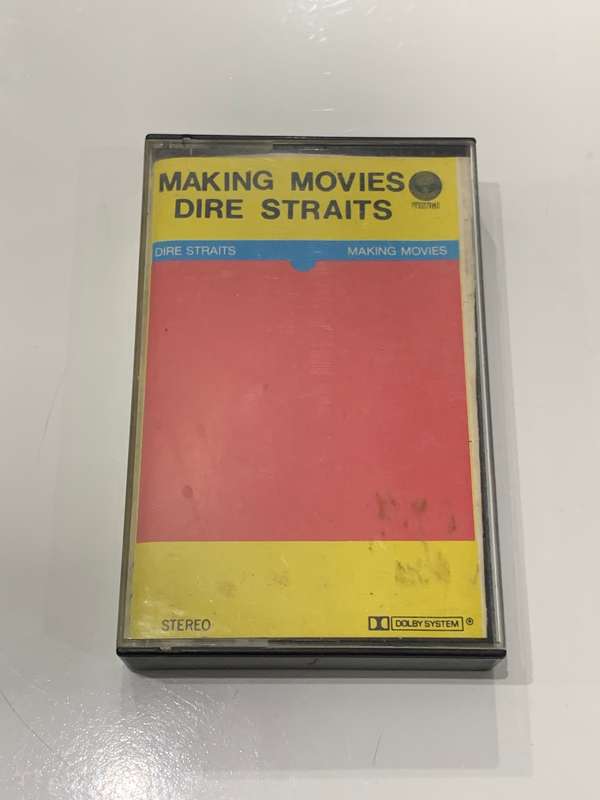 MAKING MOVIES
DIRE STRAITS
DIRE STRAITS MAKING MOVIES
STEREO
DOLBY SYSTEM ®